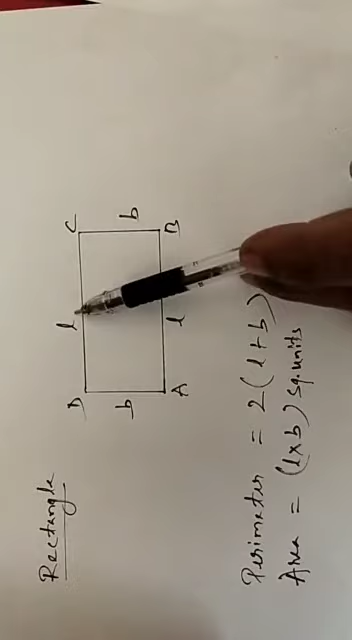 Rectangle
D l C
b b
A l B
Perimeter = 2(l+b)
Area = (l×b) sq.units